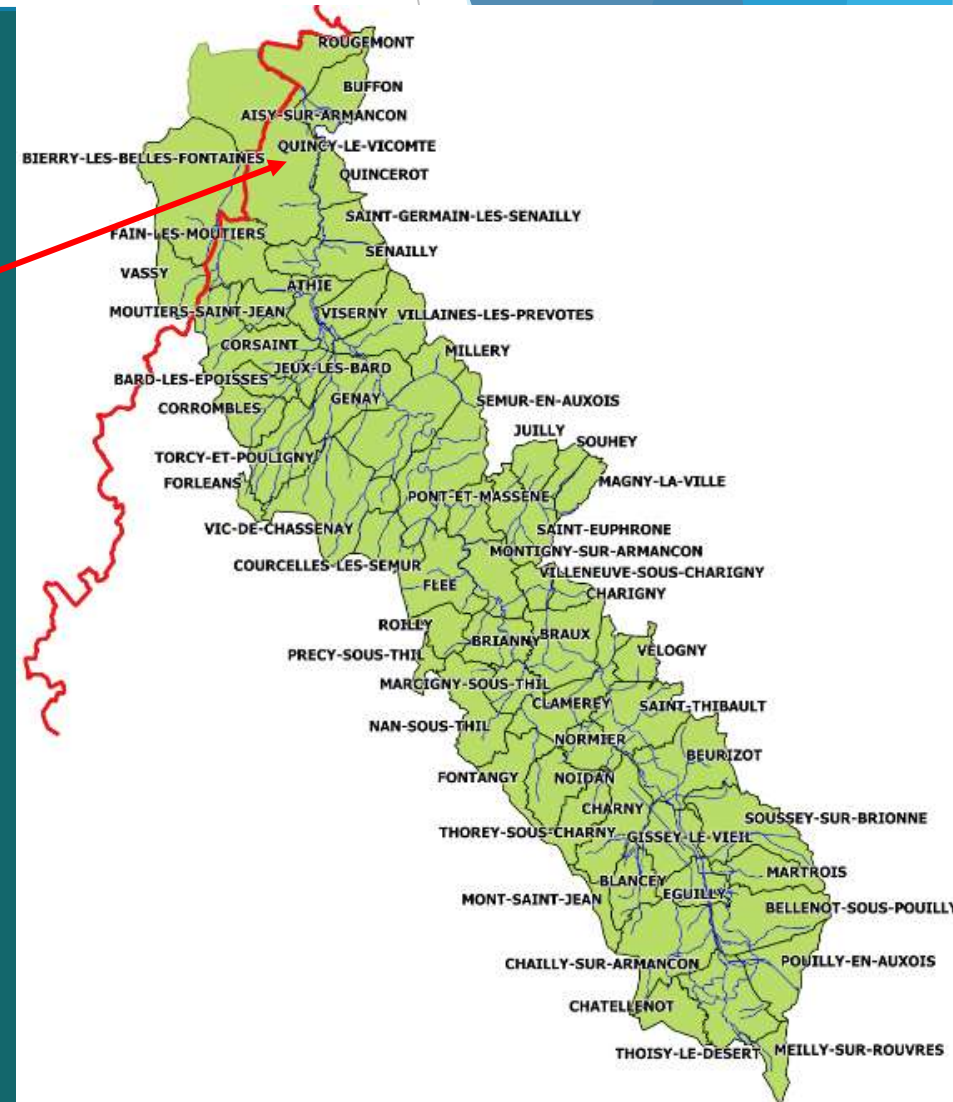 ROUGEMONT
BUFFON
AISY-SUR-ARMANCON
QUINCY-LE-VICOMTE
BIERRY-LES-BELLES-FONTAINES
QUINCEROT
SAINT-GERMAIN-LES-SENAILLY
FAIN-LES-MOUTIERS
SENAILLY
VASSY
ATHIE
MOUTIERS-SAINT-JEAN
VISERNY
VILLAINES-LES-PREVOTES
CORSAINT
MILLERY
JEUX-LES-BARD
BARD-LES-EPOISSES
GENAY
SEMUR-EN-AUXOIS
CORROMBLES
JUILLY
SOUHEY
TORCY-ET-POULIGNY
MAGNY-LA-VILLE
FORLEANS
PONT-ET-MASSENE
VIC-DE-CHASSENAY
SAINT-EUPHRONE
MONTIGNY-SUR-ARMANCON
COURCELLES-LES-SEMUR
VILLENEUVE-SOUS-CHARIGNY
FLEE
CHARIGNY
ROILLY
BRIANNY
BRAUX
VELOGNY
PRECY-SOUS-THIL
MARCIGNY-SOUS-THIL
CLAMEREY
SAINT-THIBAULT
NAN-SOUS-THIL
NORMIER
BEURIZOT
FONTANGY
NOIDAN
CHARNY
SOUSSEY-SUR-BRIONNE
THOREY-SOUS-CHARNY
GISSEY-LE-VIEIL
MARTROIS
BLANCEY
EGUILLY
MONT-SAINT-JEAN
BELLENOT-SOUS-POUILLY
CHAILLY-SUR-ARMANCON
POUILLY-EN-AUXOIS
CHATELLENOT
THOISY-LE-DESERT
MEILLY-SUR-ROUVRES